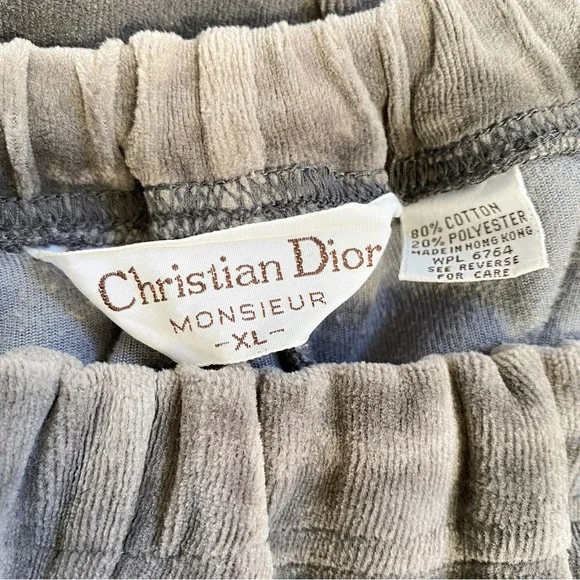 Christian Dior
MONSIEUR
-XL-
80% COTTON
20% POLYESTER
MADE IN HONG KONG
WPL 6764
SEE REVERSE
FOR CARE